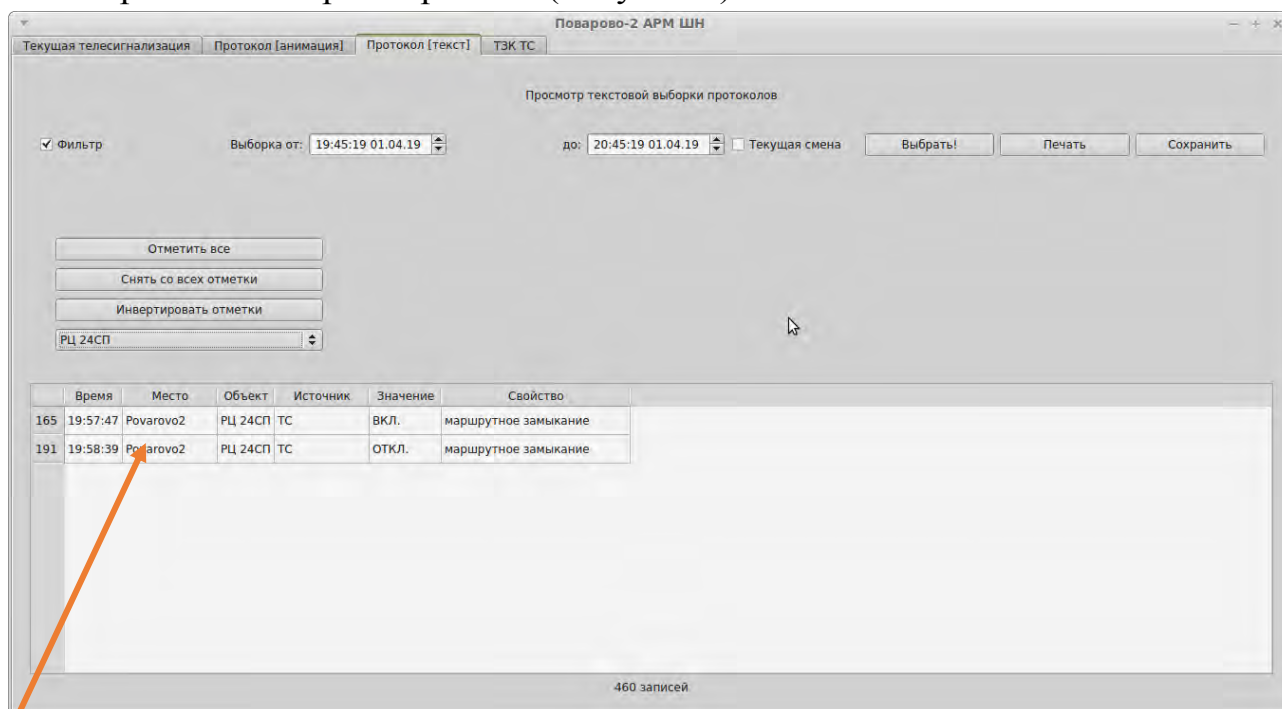 Поварово-2 АРМ ШН
Текущая телесигнализация Протокол [анимация] Протокол [текст] ТЗК ТС
Просмотр текстовой выборки протоколов
Фильтр Выборка от: 19:45:19 01.04.19 до: 20:45:19 01.04.19 Текущая смена Выбрать! Печать Сохранить
Отметить все
Снять со всех отметки
Инвертировать отметки
РЦ 24СП
Время Место Объект Источник Значение Свойство
165 19:57:47 Povarovo2 РЦ 24СП ТС ВКЛ. маршрутное замыкание
191 19:58:39 Povarovo2 РЦ 24СП ТС ОТКЛ. маршрутное замыкание
460 записей